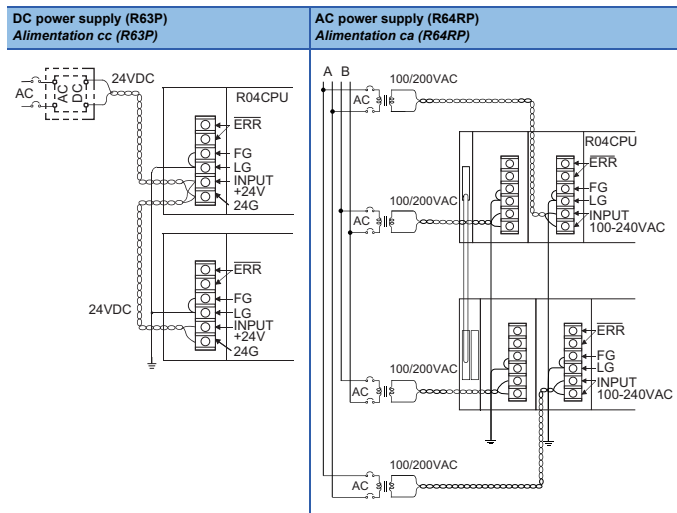 DC power supply (R63P)
Alimentation cc (R63P)
AC power supply (R64RP)
Alimentation ca (R64RP)
AC
AC
DC
24VDC
R04CPU
ERR
FG
LG
INPUT
+24V
24G
24VDC
ERR
FG
LG
INPUT
+24V
24G
A B
100/200VAC
AC
R04CPU
ERR
FG
LG
INPUT
100-240VAC
100/200VAC
AC
ERR
FG
LG
INPUT
100-240VAC
100/200VAC
AC
100/200VAC
AC